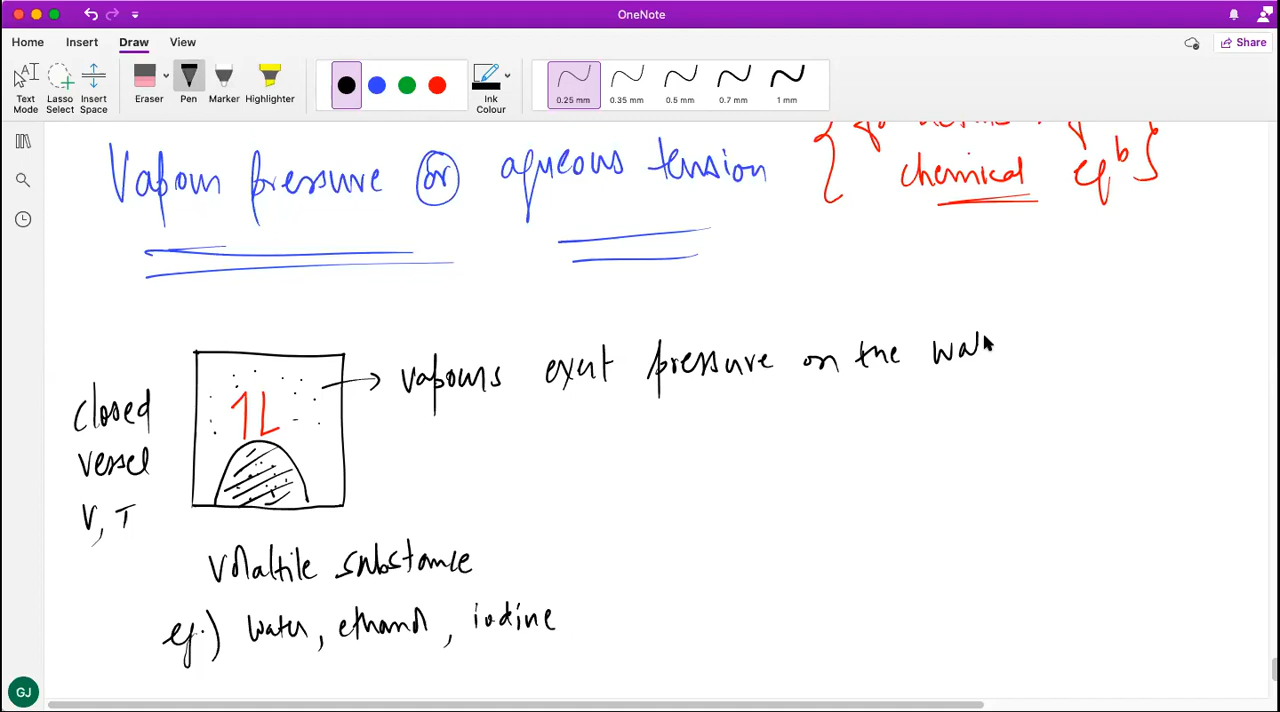 OneNote
Home Insert Draw View
Share
Text Mode
Lasso Select
Insert Space
Eraser
Pen
Marker
Highlighter
Ink Colour
0.25 mm
0.35 mm
0.5 mm
0.7 mm
1 mm
Vapour pressure or aqueous tension
{ chemical eqb }
vapours exert pressure on the wal
closed
vessel
V, T
volatile substance
eg.) water, ethanol, iodine
GJ